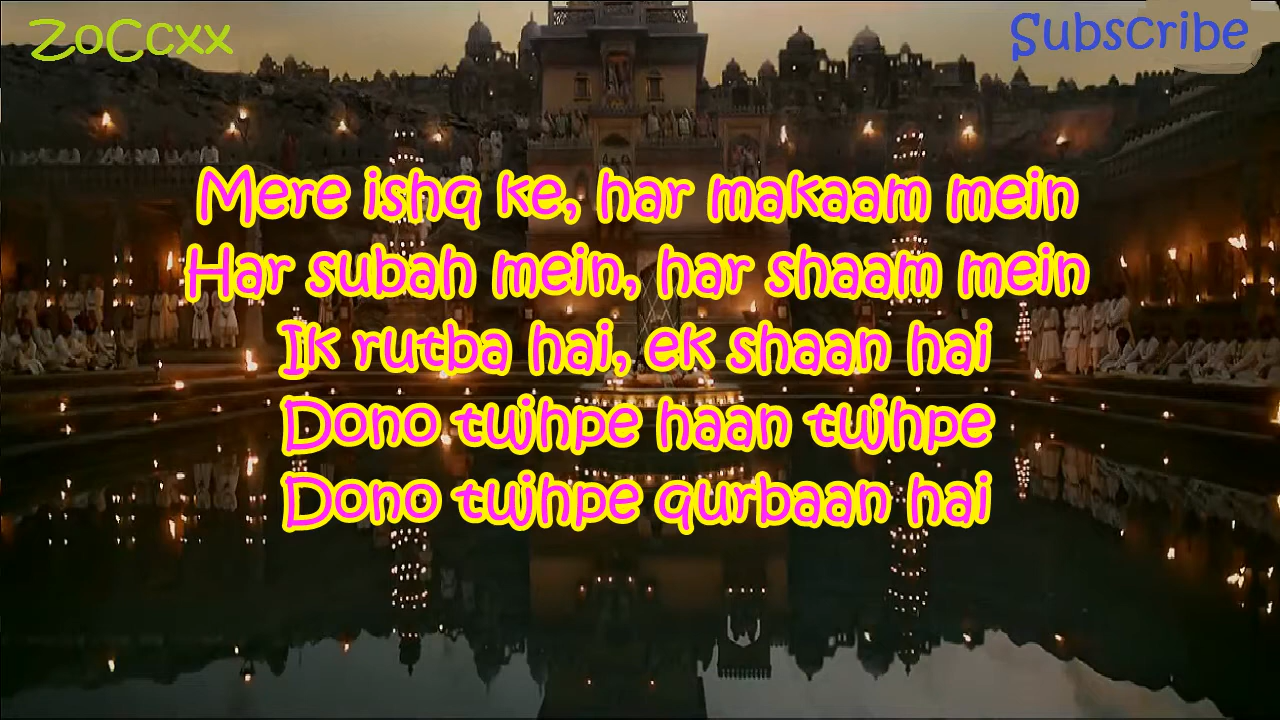 ZoCcxx
Subscribe
Mere ishq ke, har makaam mein
Har subah mein, har shaam mein
Ik rutba hai, ek shaan hai
Dono tujhpe haan tujhpe
Dono tujhpe qurbaan hai